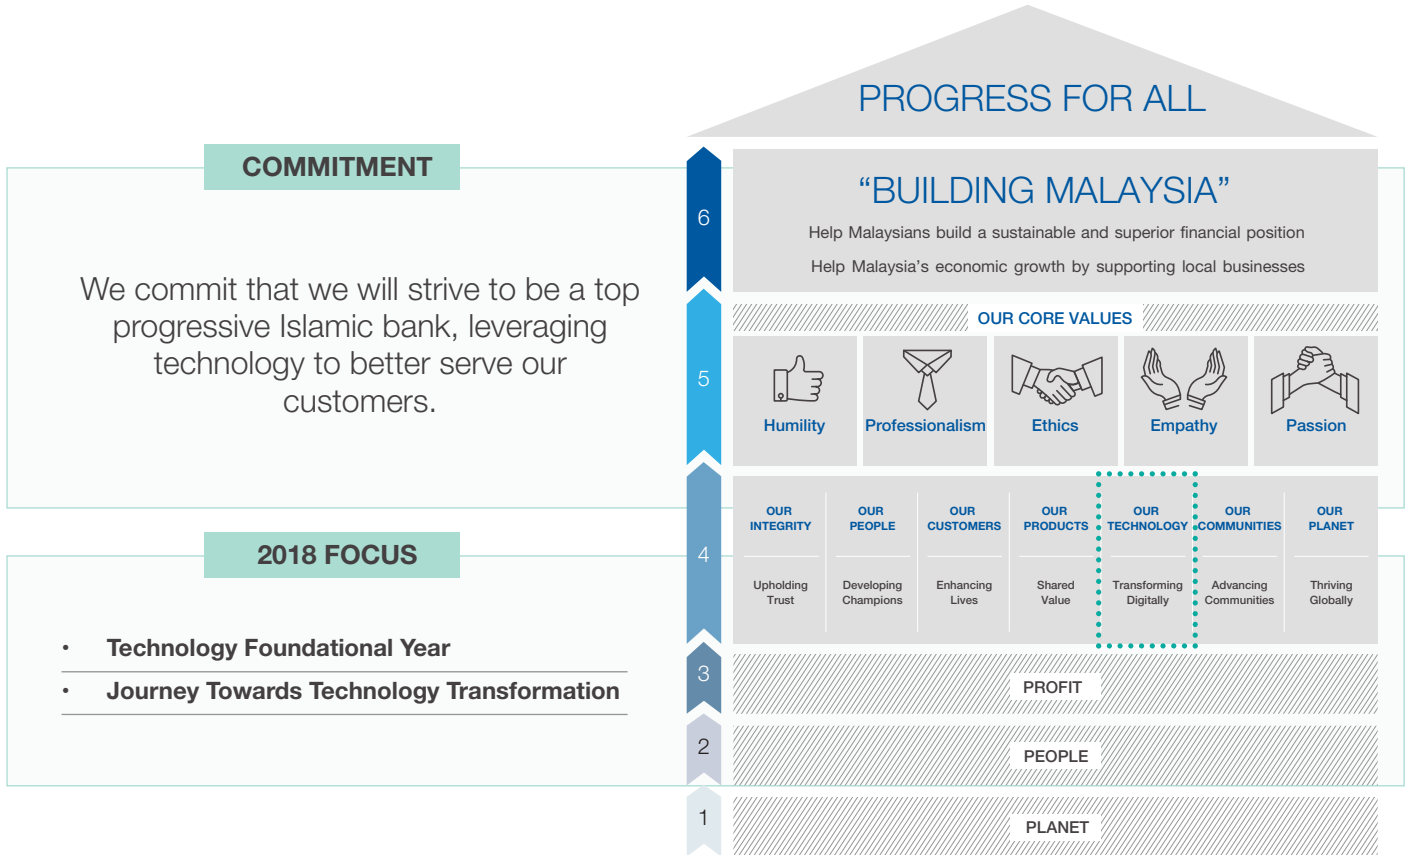 PROGRESS FOR ALL
COMMITMENT
We commit that we will strive to be a top
progressive Islamic bank, leveraging
technology to better serve our
customers.
2018 FOCUS
• Technology Foundational Year
• Journey Towards Technology Transformation
6
“BUILDING MALAYSIA”
Help Malaysians build a sustainable and superior financial position
Help Malaysia’s economic growth by supporting local businesses
5
OUR CORE VALUES
Humility
Professionalism
Ethics
Empathy
Passion
4
OUR
INTEGRITY
Upholding
Trust
OUR
PEOPLE
Developing
Champions
OUR
CUSTOMERS
Enhancing
Lives
OUR
PRODUCTS
Shared
Value
OUR
TECHNOLOGY
Transforming
Digitally
OUR
COMMUNITIES
Advancing
Communities
OUR
PLANET
Thriving
Globally
3
PROFIT
2
PEOPLE
1
PLANET